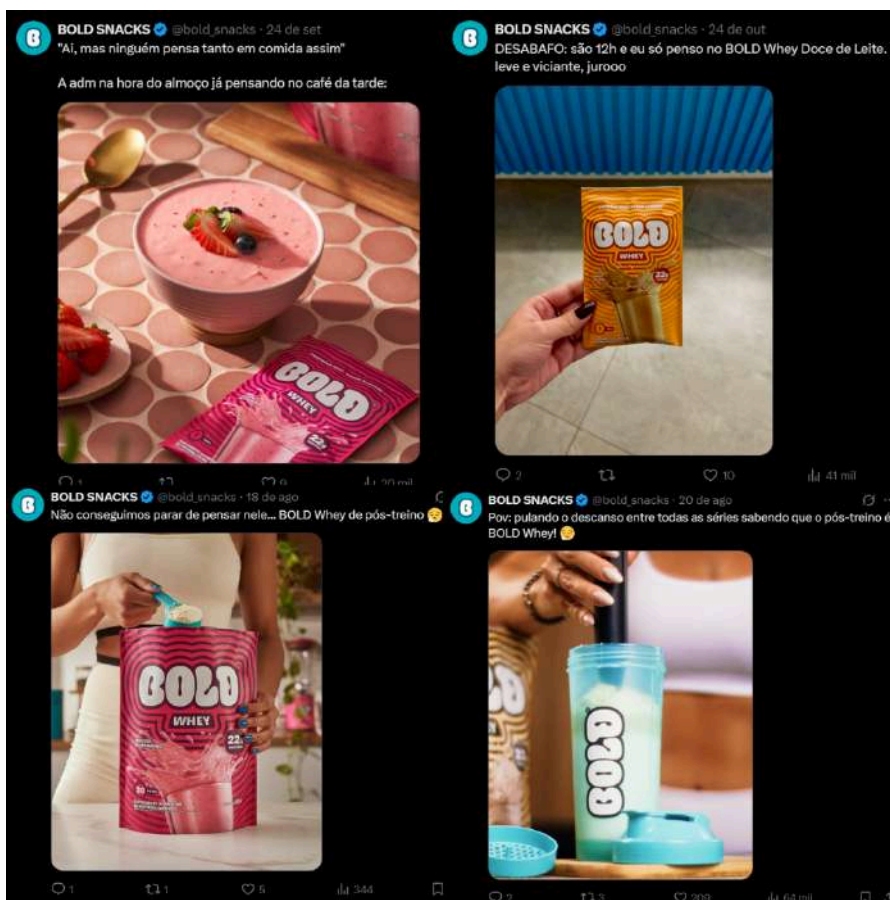 BOLD SNACKS @bold_snacks · 24 de set
"Ai, mas ninguém pensa tanto em comida assim"
A adm na hora do almoço já pensando no café da tarde:
BOLD
WHEY
22g
BOLD SNACKS @bold_snacks · 24 de out
DESABAFO: são 12h e eu só penso no BOLD Whey Doce de Leite.
leve e viciante, jurooo
BOLD
WHEY
22g
2 10 41 mil
BOLD SNACKS @bold_snacks · 18 de ago
Não conseguimos parar de pensar nele... BOLD Whey de pós-treino
BOLD
WHEY
22g
1 1 5 344
BOLD SNACKS @bold_snacks · 20 de ago
Pov: pulando o descanso entre todas as séries sabendo que o pós-treino é
BOLD Whey!
BOLD